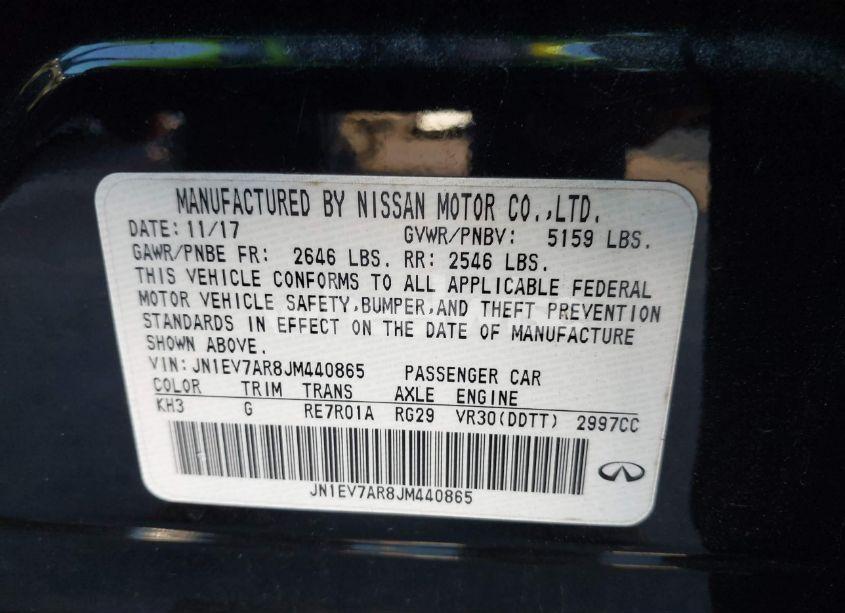 MANUFACTURED BY NISSAN MOTOR CO.,LTD.
DATE: 11/17 GVWR/PNBV: 5159 LBS.
GAWR/PNBE FR: 2646 LBS. RR: 2546 LBS.
THIS VEHICLE CONFORMS TO ALL APPLICABLE FEDERAL
MOTOR VEHICLE SAFETY,BUMPER,AND THEFT PREVENTION
STANDARDS IN EFFECT ON THE DATE OF MANUFACTURE
SHOWN ABOVE.
VIN: JN1EV7AR8JM440865 PASSENGER CAR
COLOR TRIM TRANS AXLE ENGINE
KH3 G RE7R01A RG29 VR30(DDTT) 2997CC
JN1EV7AR8JM440865